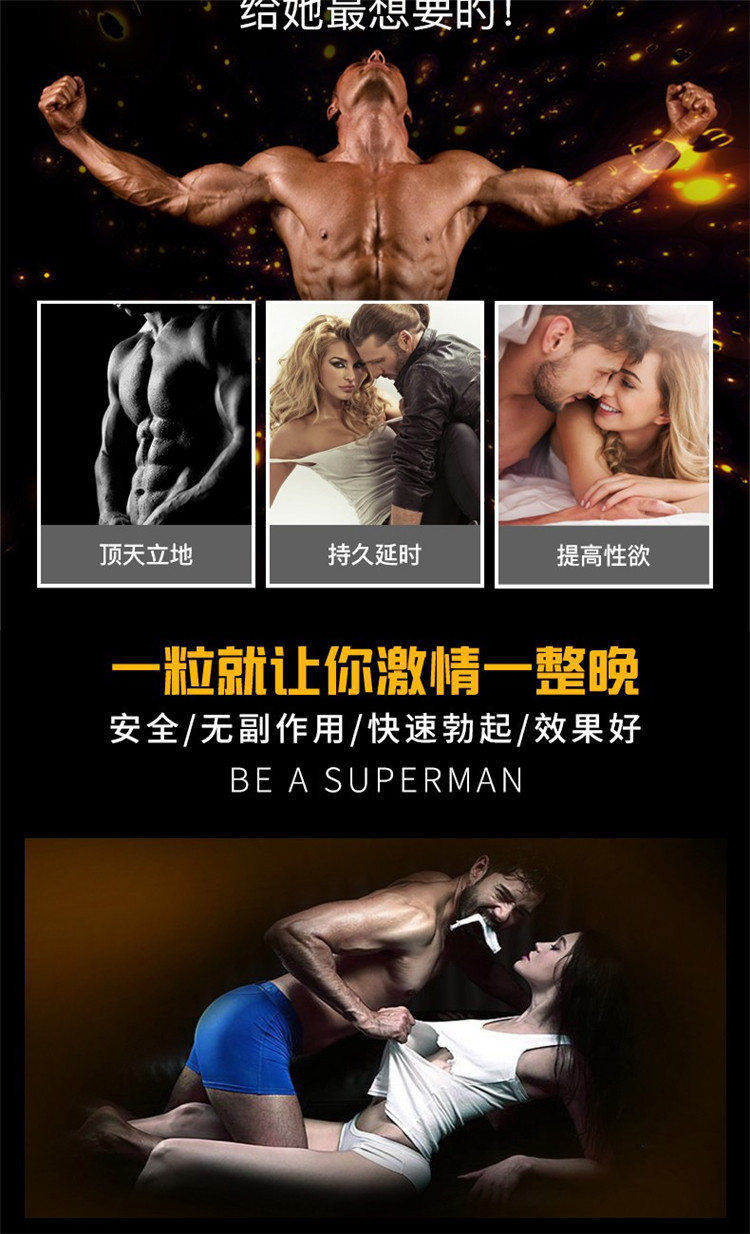 给她最想要的!
顶天立地
持久延时
提高性欲
一粒就让你激情一整晚
安全/无副作用/快速勃起/效果好
BE A SUPERMAN